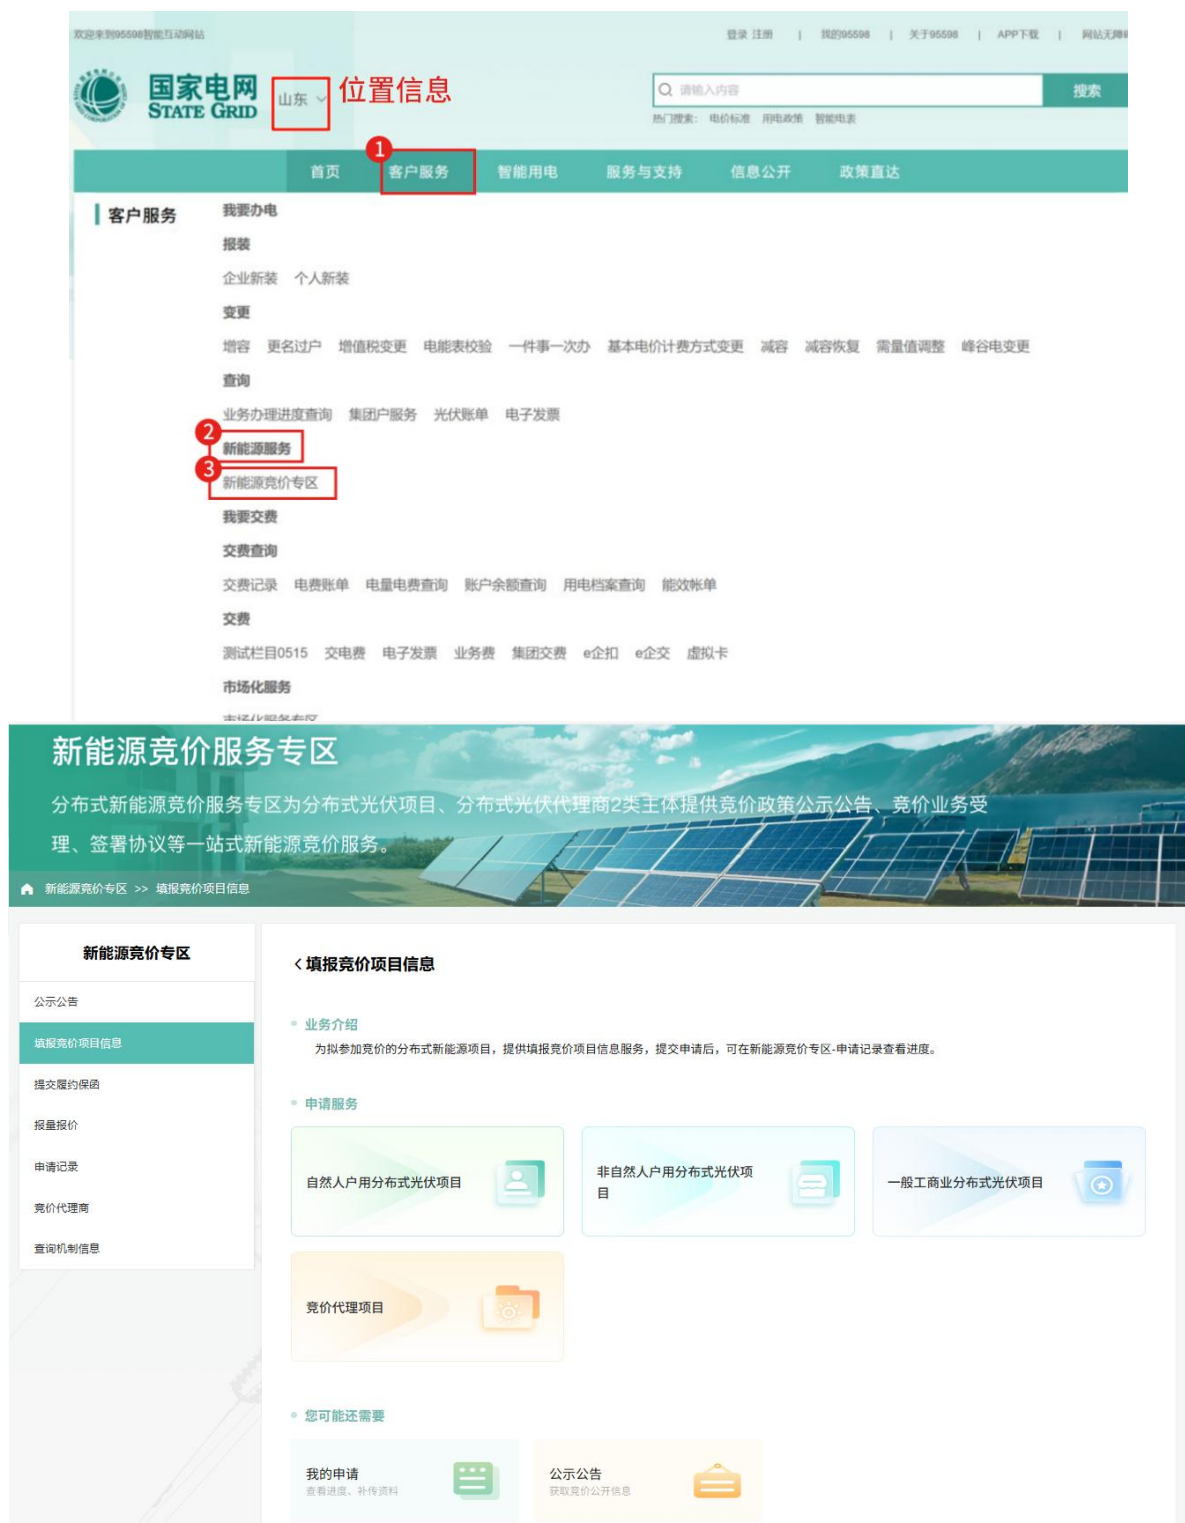 欢迎来到95598智能互动网站
登录 注册 | 我的95598 | 关于95598 | APP下载 | 网站无障碍
国家电网
STATE GRID
山东
位置信息
请输入内容
搜索
热门搜索: 电价标准 用电政策 智能电表
1
首页 客户服务 智能用电 服务与支持 信息公开 政策直达
客户服务
我要办电
报装
企业新装 个人新装
变更
增容 更名过户 增值税变更 电能表校验 一件事一次办 基本电价计费方式变更 减容 减容恢复 需量值调整 峰谷电变更
查询
业务办理进度查询 集团户服务 光伏账单 电子发票
2
新能源服务
3
新能源竞价专区
我要交费
交费查询
交费记录 电费账单 电量电费查询 账户余额查询 用电档案查询 能效帐单
交费
测试栏目0515 交电费 电子发票 业务费 集团交费 e企扣 e企交 虚拟卡
市场化服务
市场化服务专区
新能源竞价服务专区
分布式新能源竞价服务专区为分布式光伏项目、分布式光伏代理商2类主体提供竞价政策公示公告、竞价业务受
理、签署协议等一站式新能源竞价服务。
新能源竞价专区 >> 填报竞价项目信息
新能源竞价专区
公示公告
填报竞价项目信息
提交履约保函
报量报价
申请记录
竞价代理商
查询机制信息
<填报竞价项目信息
业务介绍
为拟参加竞价的分布式新能源项目，提供填报竞价项目信息服务，提交申请后，可在新能源竞价专区-申请记录查看进度。
申请服务
自然人户用分布式光伏项目
非自然人户用分布式光伏项
目
一般工商业分布式光伏项目
竞价代理项目
您可能还需要
我的申请
查看进度、补传资料
公示公告
获取竞价公开信息